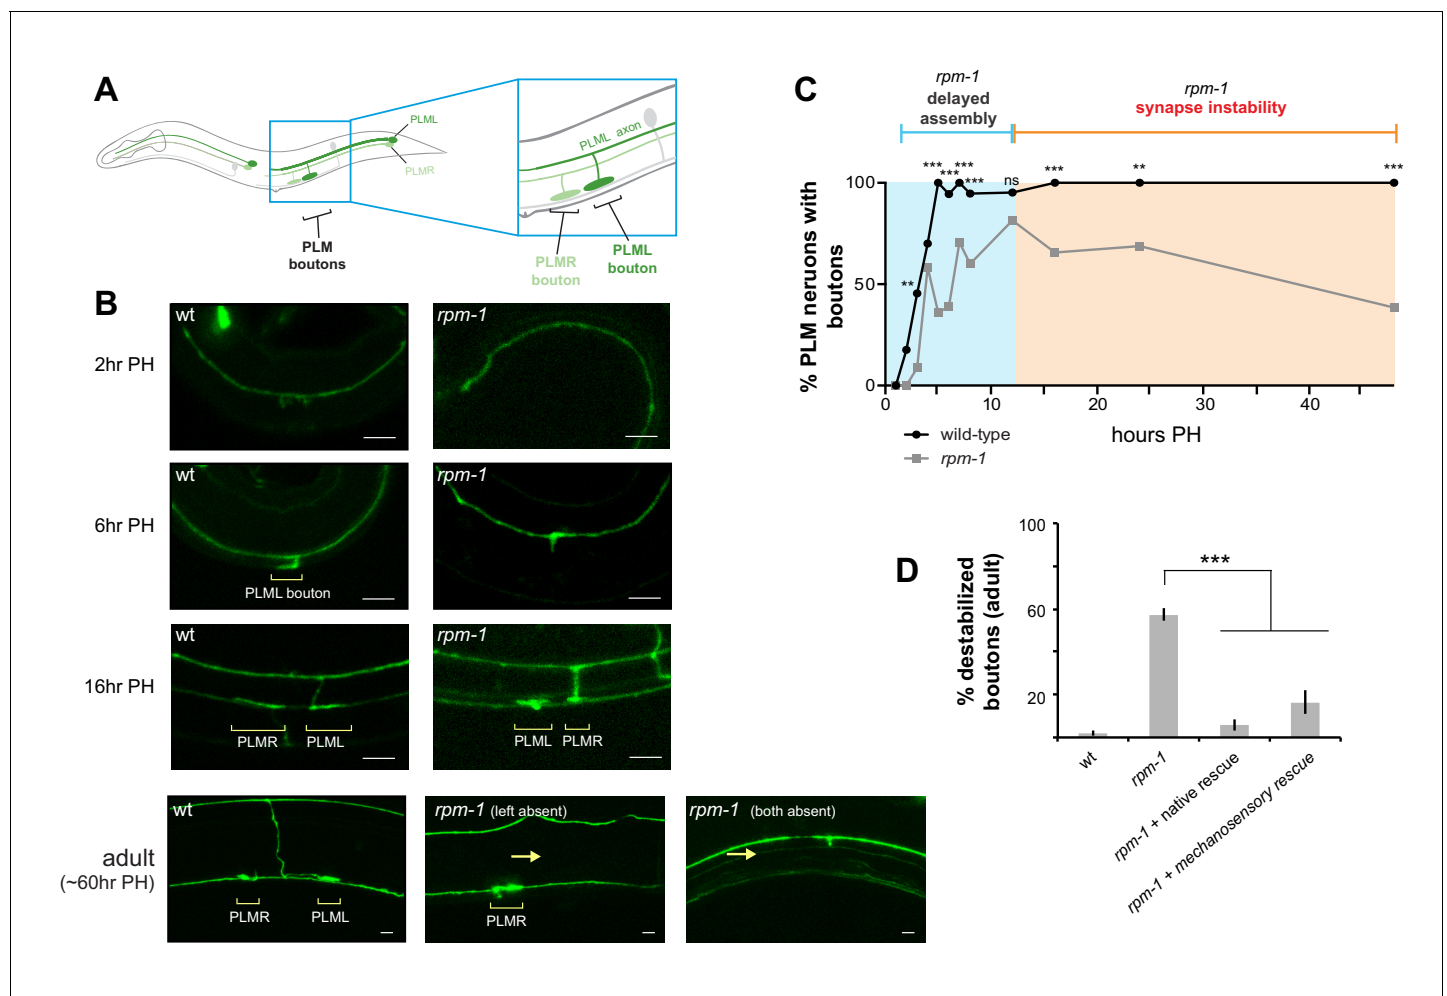 A
PLML
PLMR
PLM
boutons
PLML axon
PLMR
bouton
PLML
bouton
B
2hr PH
wt
rpm-1
6hr PH
wt
PLML bouton
rpm-1
16hr PH
wt
PLMR
PLML
rpm-1
PLML
PLMR
adult
(~60hr PH)
wt
PLMR
PLML
rpm-1 (left absent)
PLMR
rpm-1 (both absent)
C
rpm-1
delayed
assembly
rpm-1
synapse instability
% PLM neruons with
boutons
100
50
0
** *** *** *** *** ns *** ** ***
0 10 20 30 40
hours PH
wild-type
rpm-1
D
% destabilized
boutons (adult)
100
60
20
***
wt
rpm-1
rpm-1 + native rescue
rpm-1 + mechanosensory rescue